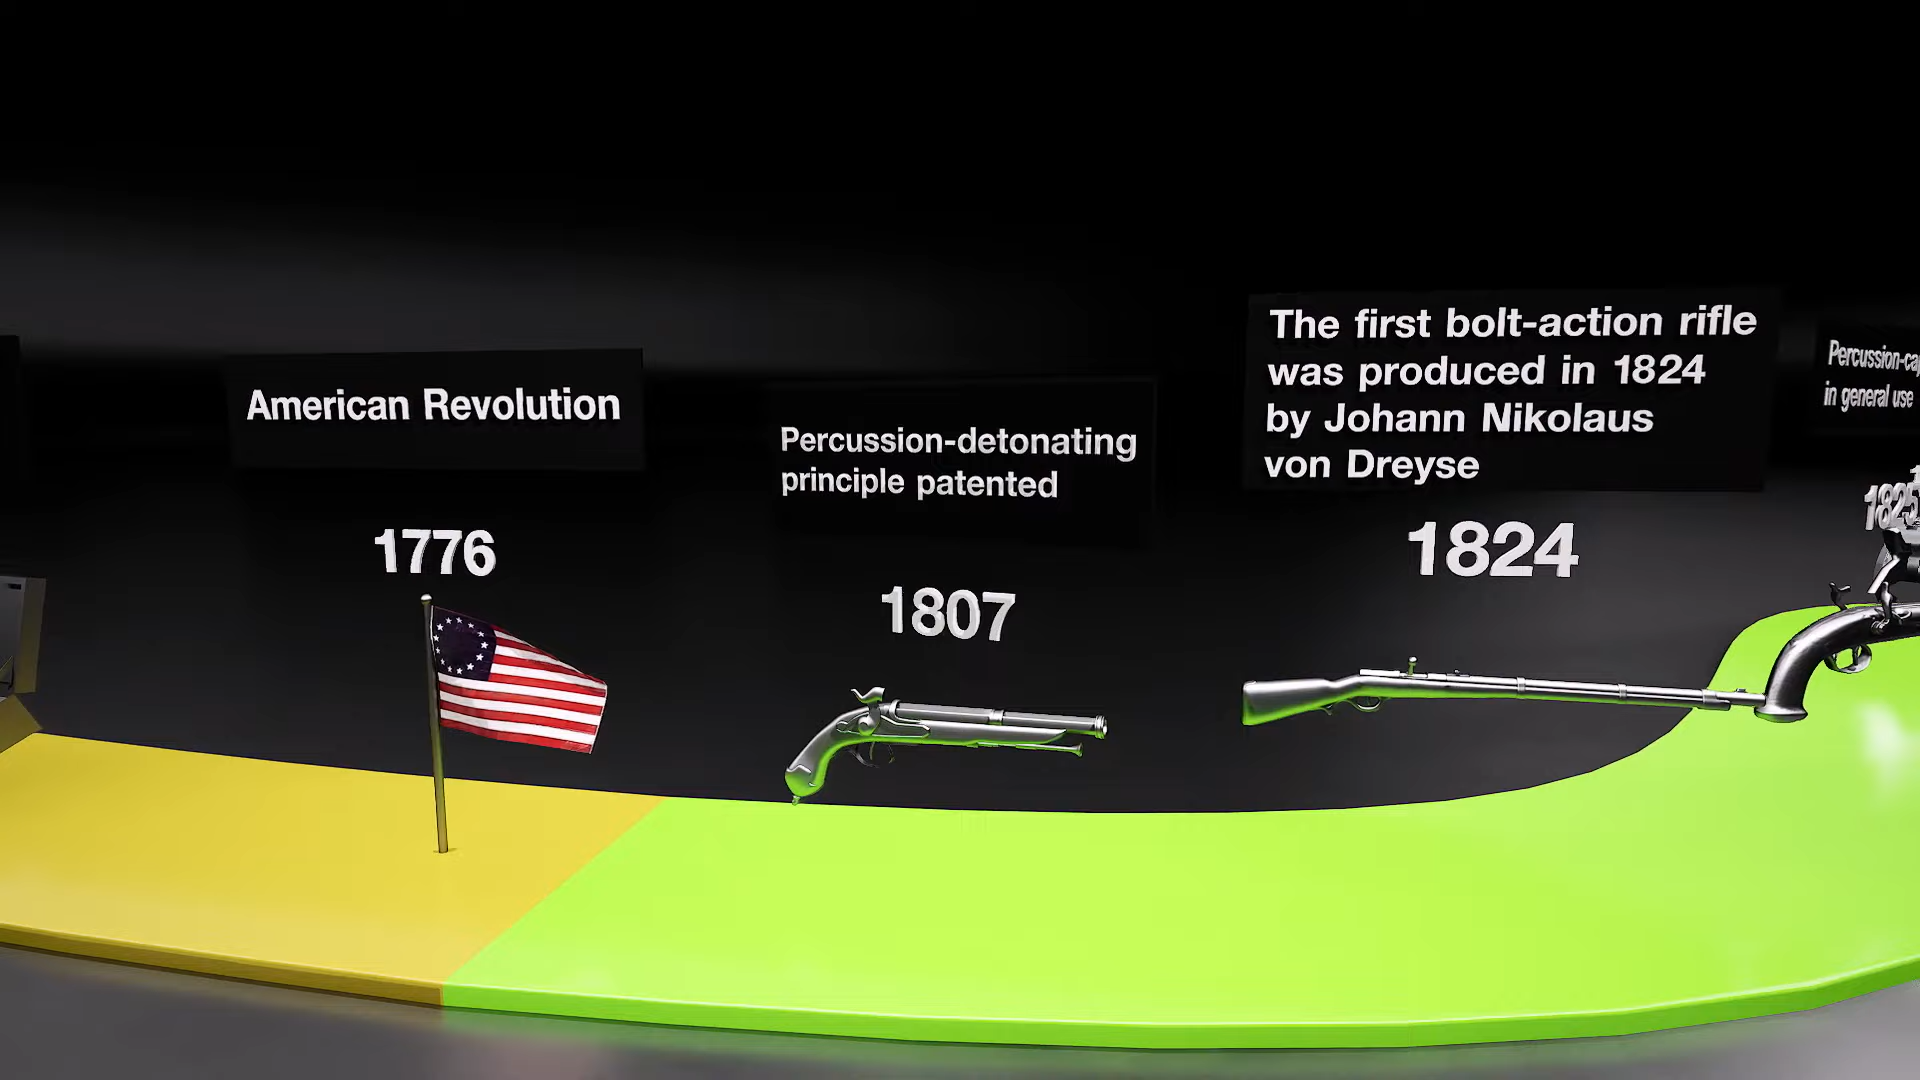 American Revolution
1776
Percussion-detonating
principle patented
1807
The first bolt-action rifle
was produced in 1824
by Johann Nikolaus
von Dreyse
1824
in general use
1825